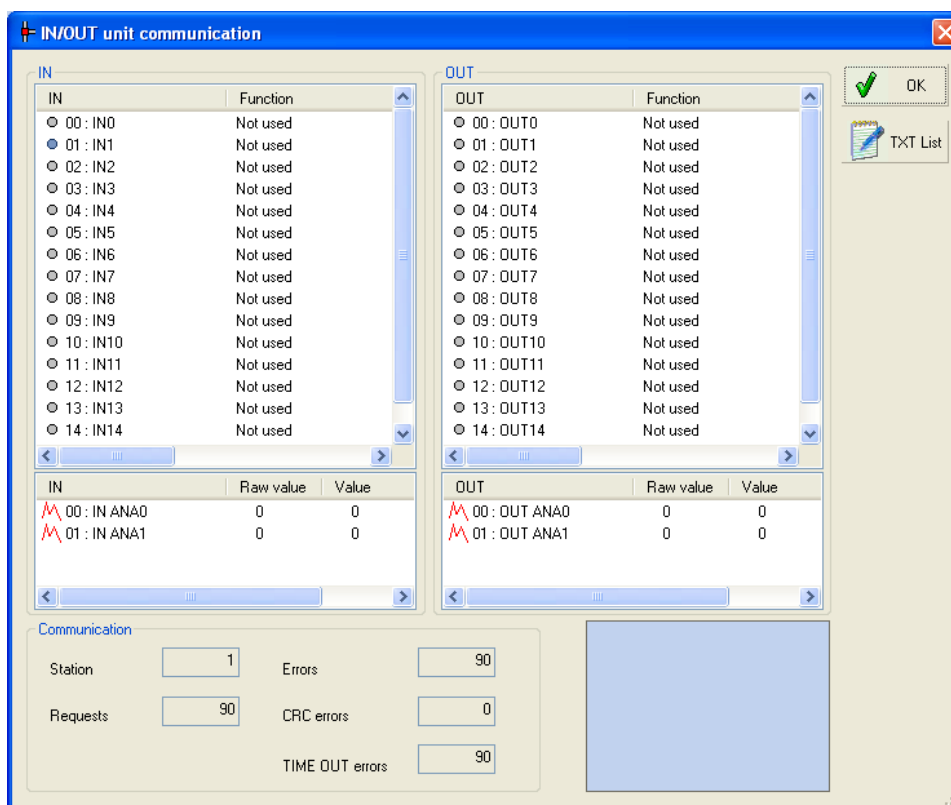 IN/OUT unit communication
IN
IN Function
00 : IN0 Not used
01 : IN1 Not used
02 : IN2 Not used
03 : IN3 Not used
04 : IN4 Not used
05 : IN5 Not used
06 : IN6 Not used
07 : IN7 Not used
08 : IN8 Not used
09 : IN9 Not used
10 : IN10 Not used
11 : IN11 Not used
12 : IN12 Not used
13 : IN13 Not used
14 : IN14 Not used
IN Raw value Value
00 : IN ANA0 0 0
01 : IN ANA1 0 0
OUT
OUT Function
00 : OUT0 Not used
01 : OUT1 Not used
02 : OUT2 Not used
03 : OUT3 Not used
04 : OUT4 Not used
05 : OUT5 Not used
06 : OUT6 Not used
07 : OUT7 Not used
08 : OUT8 Not used
09 : OUT9 Not used
10 : OUT10 Not used
11 : OUT11 Not used
12 : OUT12 Not used
13 : OUT13 Not used
14 : OUT14 Not used
OUT Raw value Value
00 : OUT ANA0 0 0
01 : OUT ANA1 0 0
OK
TXT List
Communication
Station 1 Errors 90
Requests 90 CRC errors 0
TIME OUT errors 90